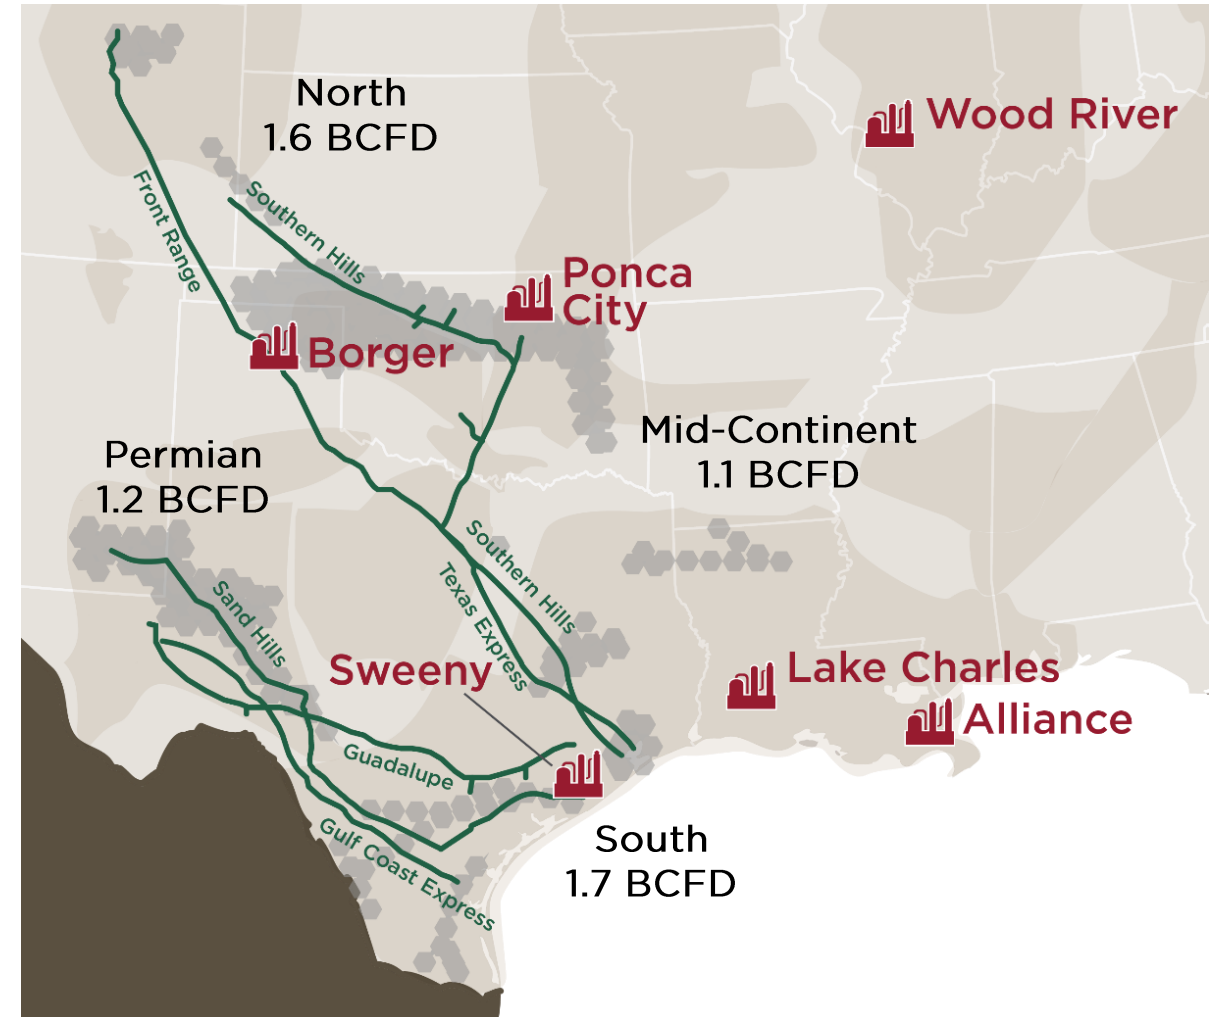 North
1.6 BCFD
Wood River
Front Range
Southern Hills
Ponca
City
Borger
Mid-Continent
1.1 BCFD
Permian
1.2 BCFD
Southern Hills
Texas Express
Sand Hills
Sweeny
Lake Charles
Alliance
Guadalupe
Gulf Coast Express
South
1.7 BCFD